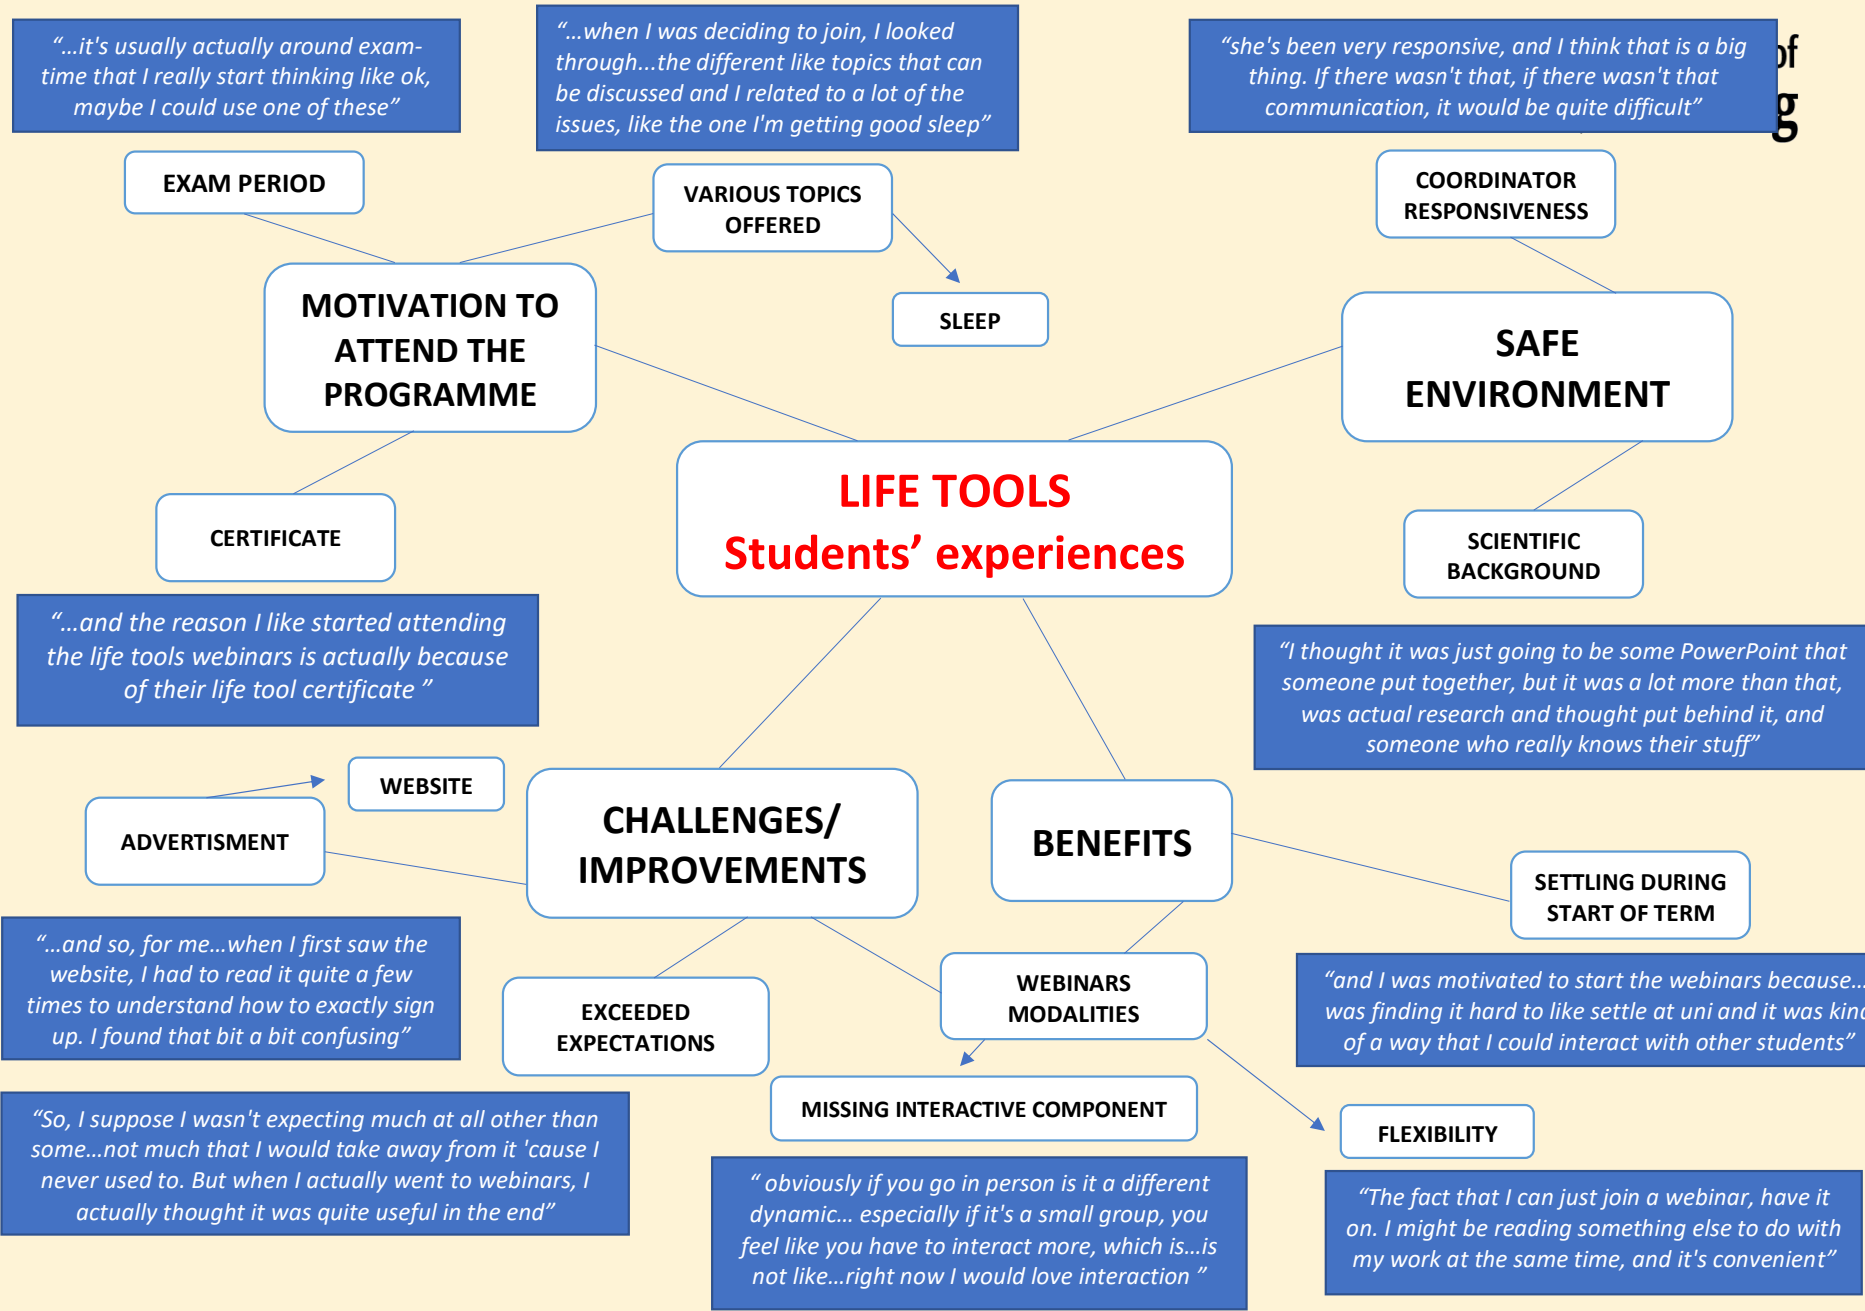 “…it's usually actually around exam-
time that I really start thinking like ok,
maybe I could use one of these”
“…when I was deciding to join, I looked
through...the different like topics that can
be discussed and I related to a lot of the
issues, like the one I'm getting good sleep”
“she's been very responsive, and I think that is a big
thing. If there wasn't that, if there wasn't that
communication, it would be quite difficult”
of
g
EXAM PERIOD
VARIOUS TOPICS
OFFERED
COORDINATOR
RESPONSIVENESS
MOTIVATION TO
ATTEND THE
PROGRAMME
SLEEP
SAFE
ENVIRONMENT
LIFE TOOLS
Students’ experiences
CERTIFICATE
SCIENTIFIC
BACKGROUND
“…and the reason I like started attending
the life tools webinars is actually because
of their life tool certificate ”
“I thought it was just going to be some PowerPoint that
someone put together, but it was a lot more than that,
was actual research and thought put behind it, and
someone who really knows their stuff”
WEBSITE
ADVERTISMENT
CHALLENGES/
IMPROVEMENTS
BENEFITS
SETTLING DURING
START OF TERM
“…and so, for me…when I first saw the
website, I had to read it quite a few
times to understand how to exactly sign
up. I found that bit a bit confusing”
EXCEEDED
EXPECTATIONS
WEBINARS
MODALITIES
“and I was motivated to start the webinars because…
was finding it hard to like settle at uni and it was kind
of a way that I could interact with other students”
“So, I suppose I wasn't expecting much at all other than
some…not much that I would take away from it 'cause I
never used to. But when I actually went to webinars, I
actually thought it was quite useful in the end”
MISSING INTERACTIVE COMPONENT
FLEXIBILITY
“ obviously if you go in person is it a different
dynamic… especially if it's a small group, you
feel like you have to interact more, which is…is
not like…right now I would love interaction ”
“The fact that I can just join a webinar, have it
on. I might be reading something else to do with
my work at the same time, and it's convenient”